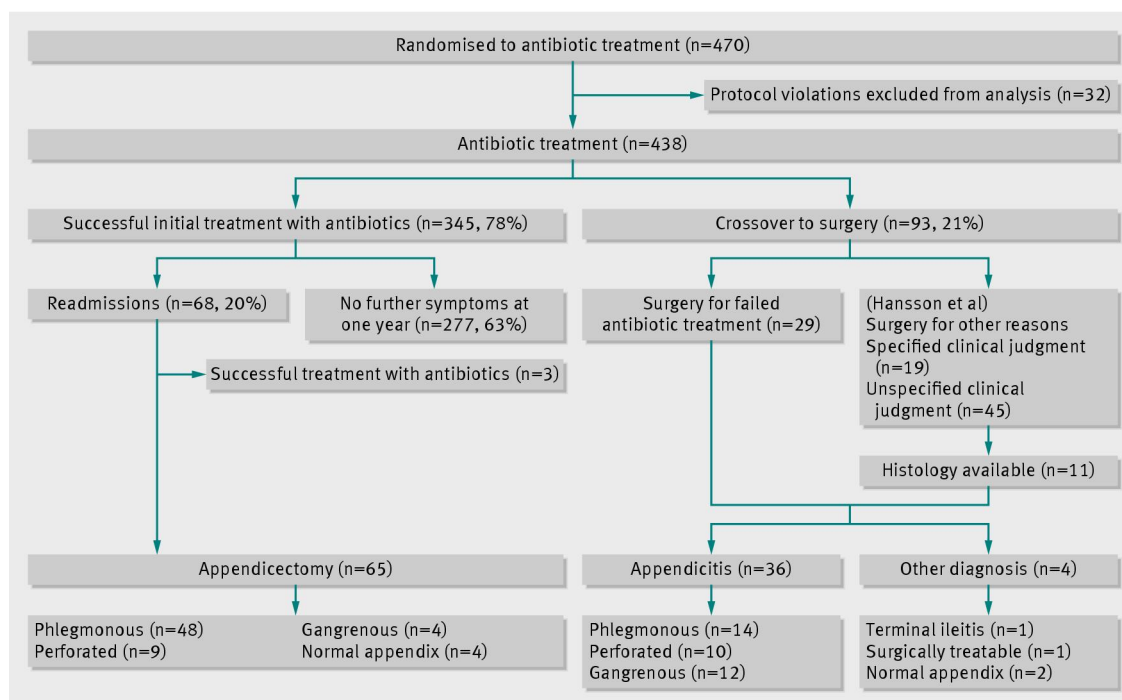 Randomised to antibiotic treatment (n=470)
Protocol violations excluded from analysis (n=32)
Antibiotic treatment (n=438)
Successful initial treatment with antibiotics (n=345, 78%)
Crossover to surgery (n=93, 21%)
Readmissions (n=68, 20%)
No further symptoms at
one year (n=277, 63%)
Surgery for failed
antibiotic treatment (n=29)
(Hansson et al)
Surgery for other reasons
Specified clinical judgment
(n=19)
Unspecified clinical
judgment (n=45)
Successful treatment with antibiotics (n=3)
Histology available (n=11)
Appendicectomy (n=65)
Appendicitis (n=36)
Other diagnosis (n=4)
Phlegmonous (n=48)
Perforated (n=9)
Gangrenous (n=4)
Normal appendix (n=4)
Phlegmonous (n=14)
Perforated (n=10)
Gangrenous (n=12)
Terminal ileitis (n=1)
Surgically treatable (n=1)
Normal appendix (n=2)